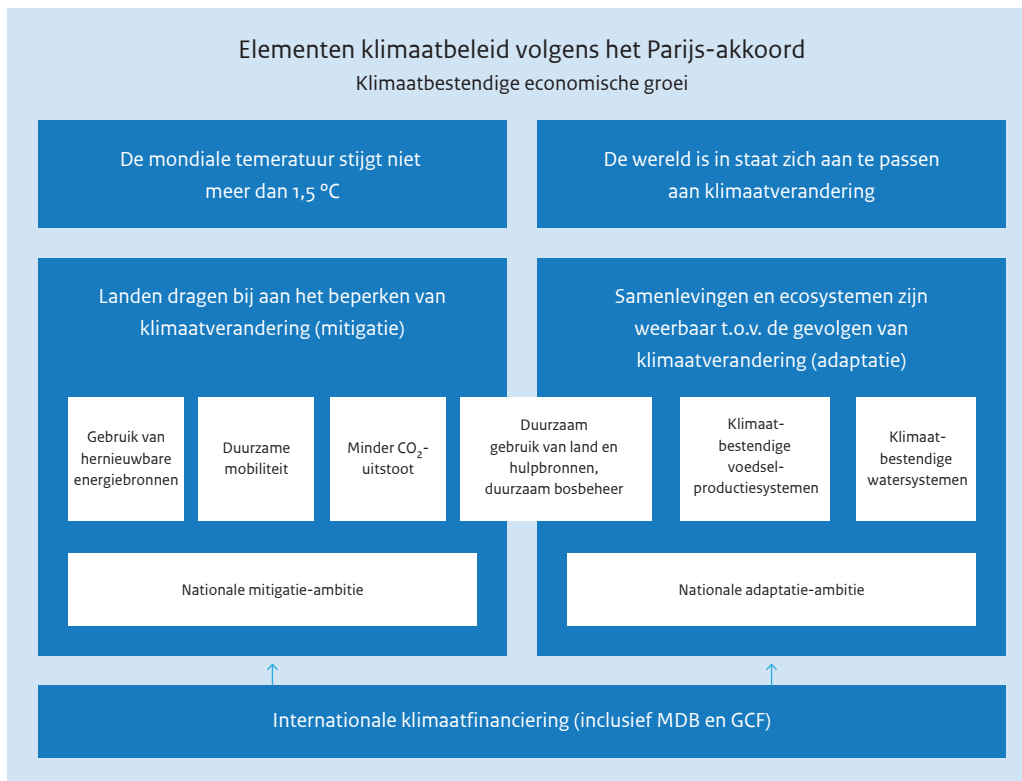 Elementen klimaatbeleid volgens het Parijs-akkoord
Klimaatbestendige economische groei
De mondiale temeratuur stijgt niet
meer dan 1,5 °C
De wereld is in staat zich aan te passen
aan klimaatverandering
Landen dragen bij aan het beperken van
klimaatverandering (mitigatie)
Samenlevingen en ecosystemen zijn
weerbaar t.o.v. de gevolgen van
klimaatverandering (adaptatie)
Gebruik van
hernieuwbare
energiebronnen
Duurzame
mobiliteit
Minder CO₂-
uitstoot
Duurzaam
gebruik van land en
hulpbronnen,
duurzaam bosbeheer
Klimaat-
bestendige
voedsel-
productiesystemen
Klimaat-
bestendige
watersystemen
Nationale mitigatie-ambitie
Nationale adaptatie-ambitie
Internationale klimaatfinanciering (inclusief MDB en GCF)